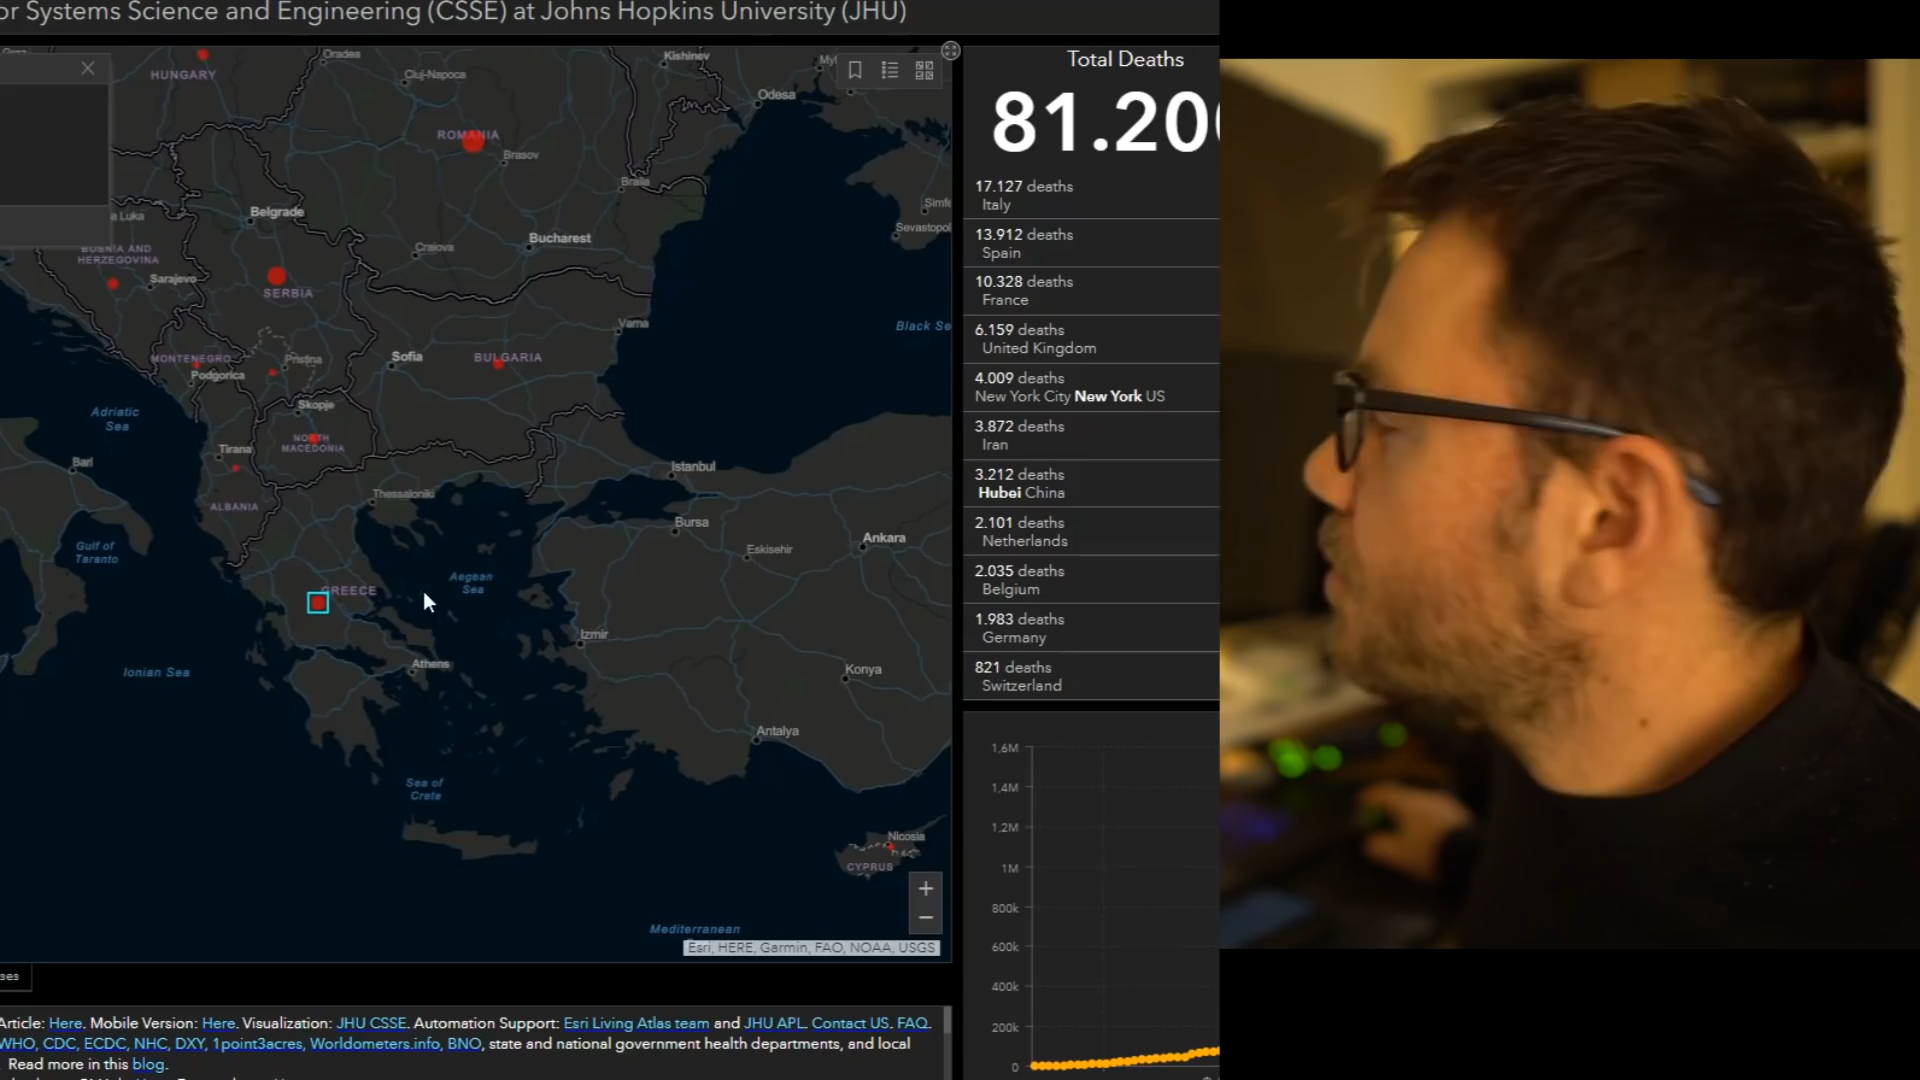 or Systems Science and Engineering (CSSE) at Johns Hopkins University (JHU)
HUNGARY
Oradea
Cluj-Napoca
Kishinev
Odesa
ROMANIA
Brasov
Braila
a Luka
Belgrade
BOSNIA AND
HERZEGOVINA
Sarajevo
Craiova
Bucharest
Sevastopol
SERBIA
Varna
Black Se
MONTENEGRO
Pristina
Sofia
BULGARIA
Podgorica
Adriatic
Sea
Skopje
NORTH
MACEDONIA
Tirana
Bari
Istanbul
Thessaloniki
ALBANIA
Bursa
Gulf of
Taranto
Eskisehir
Ankara
Aegean
Sea
GREECE
Izmir
Ionian Sea
Athens
Konya
Antalya
Sea of
Crete
Nicosia
CYPRUS
+
−
Mediterranean
Esri, HERE, Garmin, FAO, NOAA, USGS
ses
Article: Here. Mobile Version: Here. Visualization: JHU CSSE. Automation Support: Esri Living Atlas team and JHU APL. Contact US. FAQ.
WHO, CDC, ECDC, NHC, DXY, 1point3acres, Worldometers.info, BNO, state and national government health departments, and local
Read more in this blog.
Total Deaths
81.20
17.127 deaths
Italy
13.912 deaths
Spain
10.328 deaths
France
6.159 deaths
United Kingdom
4.009 deaths
New York City New York US
3.872 deaths
Iran
3.212 deaths
Hubei China
2.101 deaths
Netherlands
2.035 deaths
Belgium
1.983 deaths
Germany
821 deaths
Switzerland
1,6M
1,4M
1,2M
1M
800k
600k
400k
200k
0